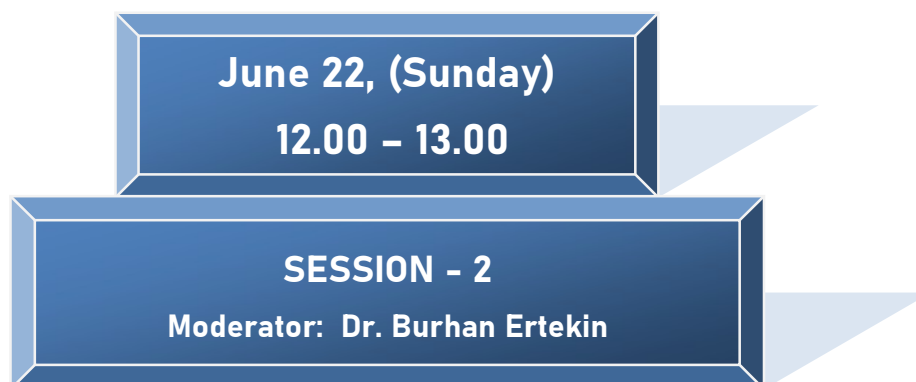 June 22, (Sunday)
12.00 – 13.00
SESSION - 2
Moderator: Dr. Burhan Ertekin